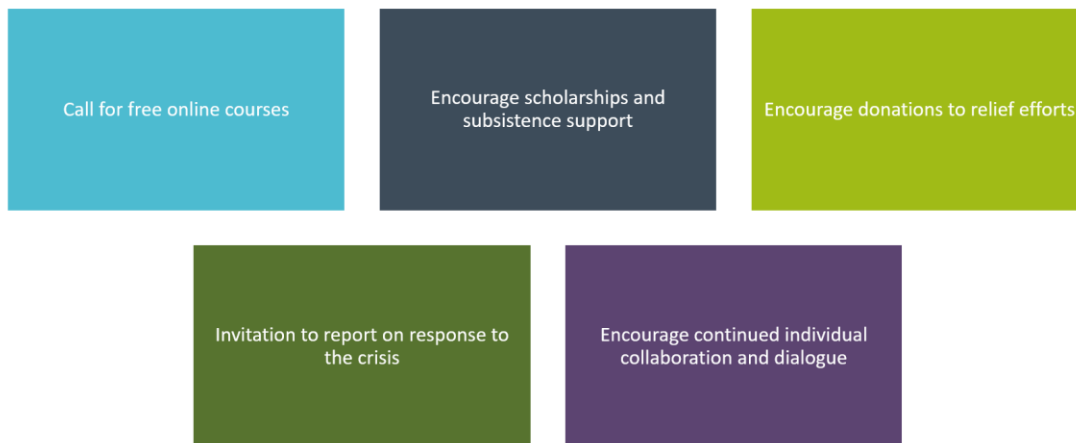 Call for free online courses
Encourage scholarships and
subsistence support
Encourage donations to relief efforts
Invitation to report on response to
the crisis
Encourage continued individual
collaboration and dialogue